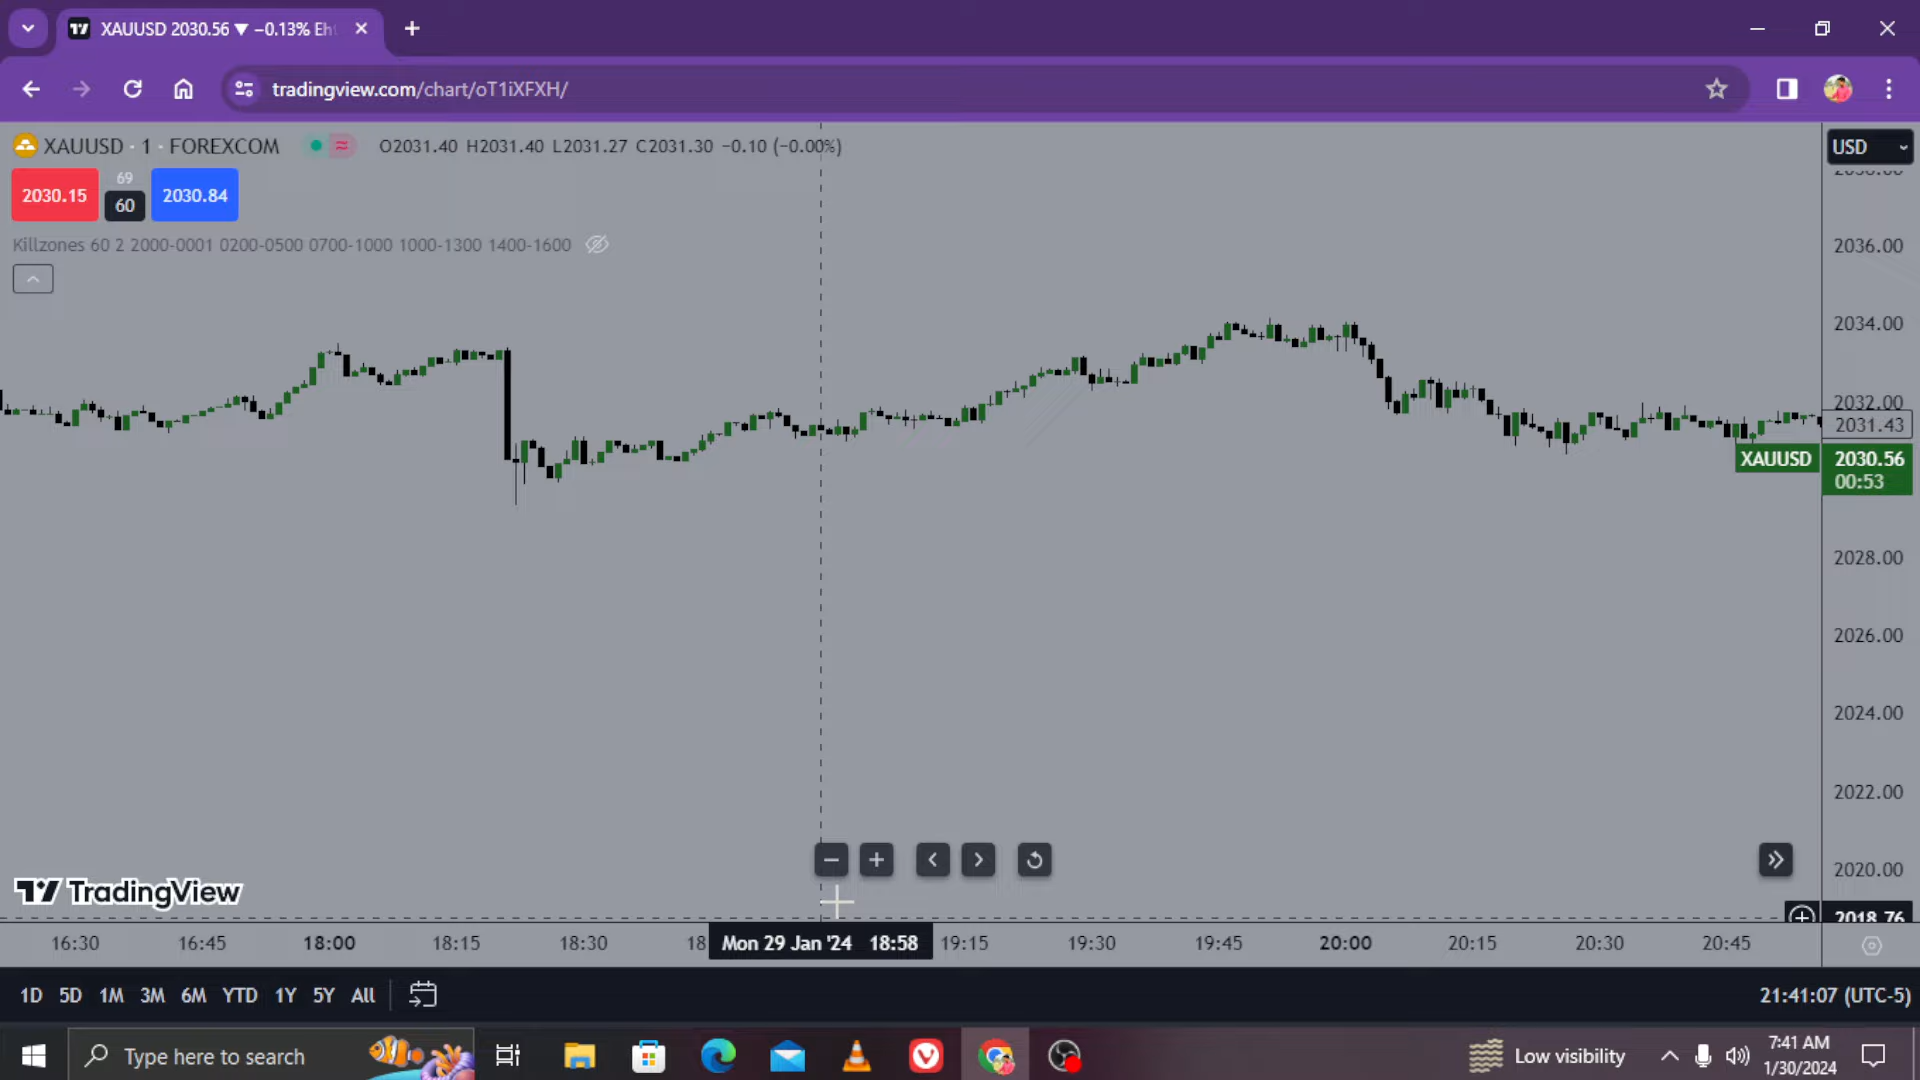 XAUUSD 2030.56 ▼ −0.13% Eh
tradingview.com/chart/oT1iXFXH/
XAUUSD · 1 · FOREXCOM O2031.40 H2031.40 L2031.27 C2031.30 −0.10 (−0.00%)
USD
2030.15 69 60 2030.84
Killzones 60 2 2000-0001 0200-0500 0700-1000 1000-1300 1400-1600
2036.00
2034.00
2032.00
2031.43
XAUUSD 2030.56
00:53
2028.00
2026.00
2024.00
2022.00
2020.00
TradingView
2018.76
16:30 16:45 18:00 18:15 18:30 18 Mon 29 Jan '24 18:58 19:15 19:30 19:45 20:00 20:15 20:30 20:45
1D 5D 1M 3M 6M YTD 1Y 5Y All 21:41:07 (UTC-5)
Type here to search Low visibility 7:41 AM
1/30/2024